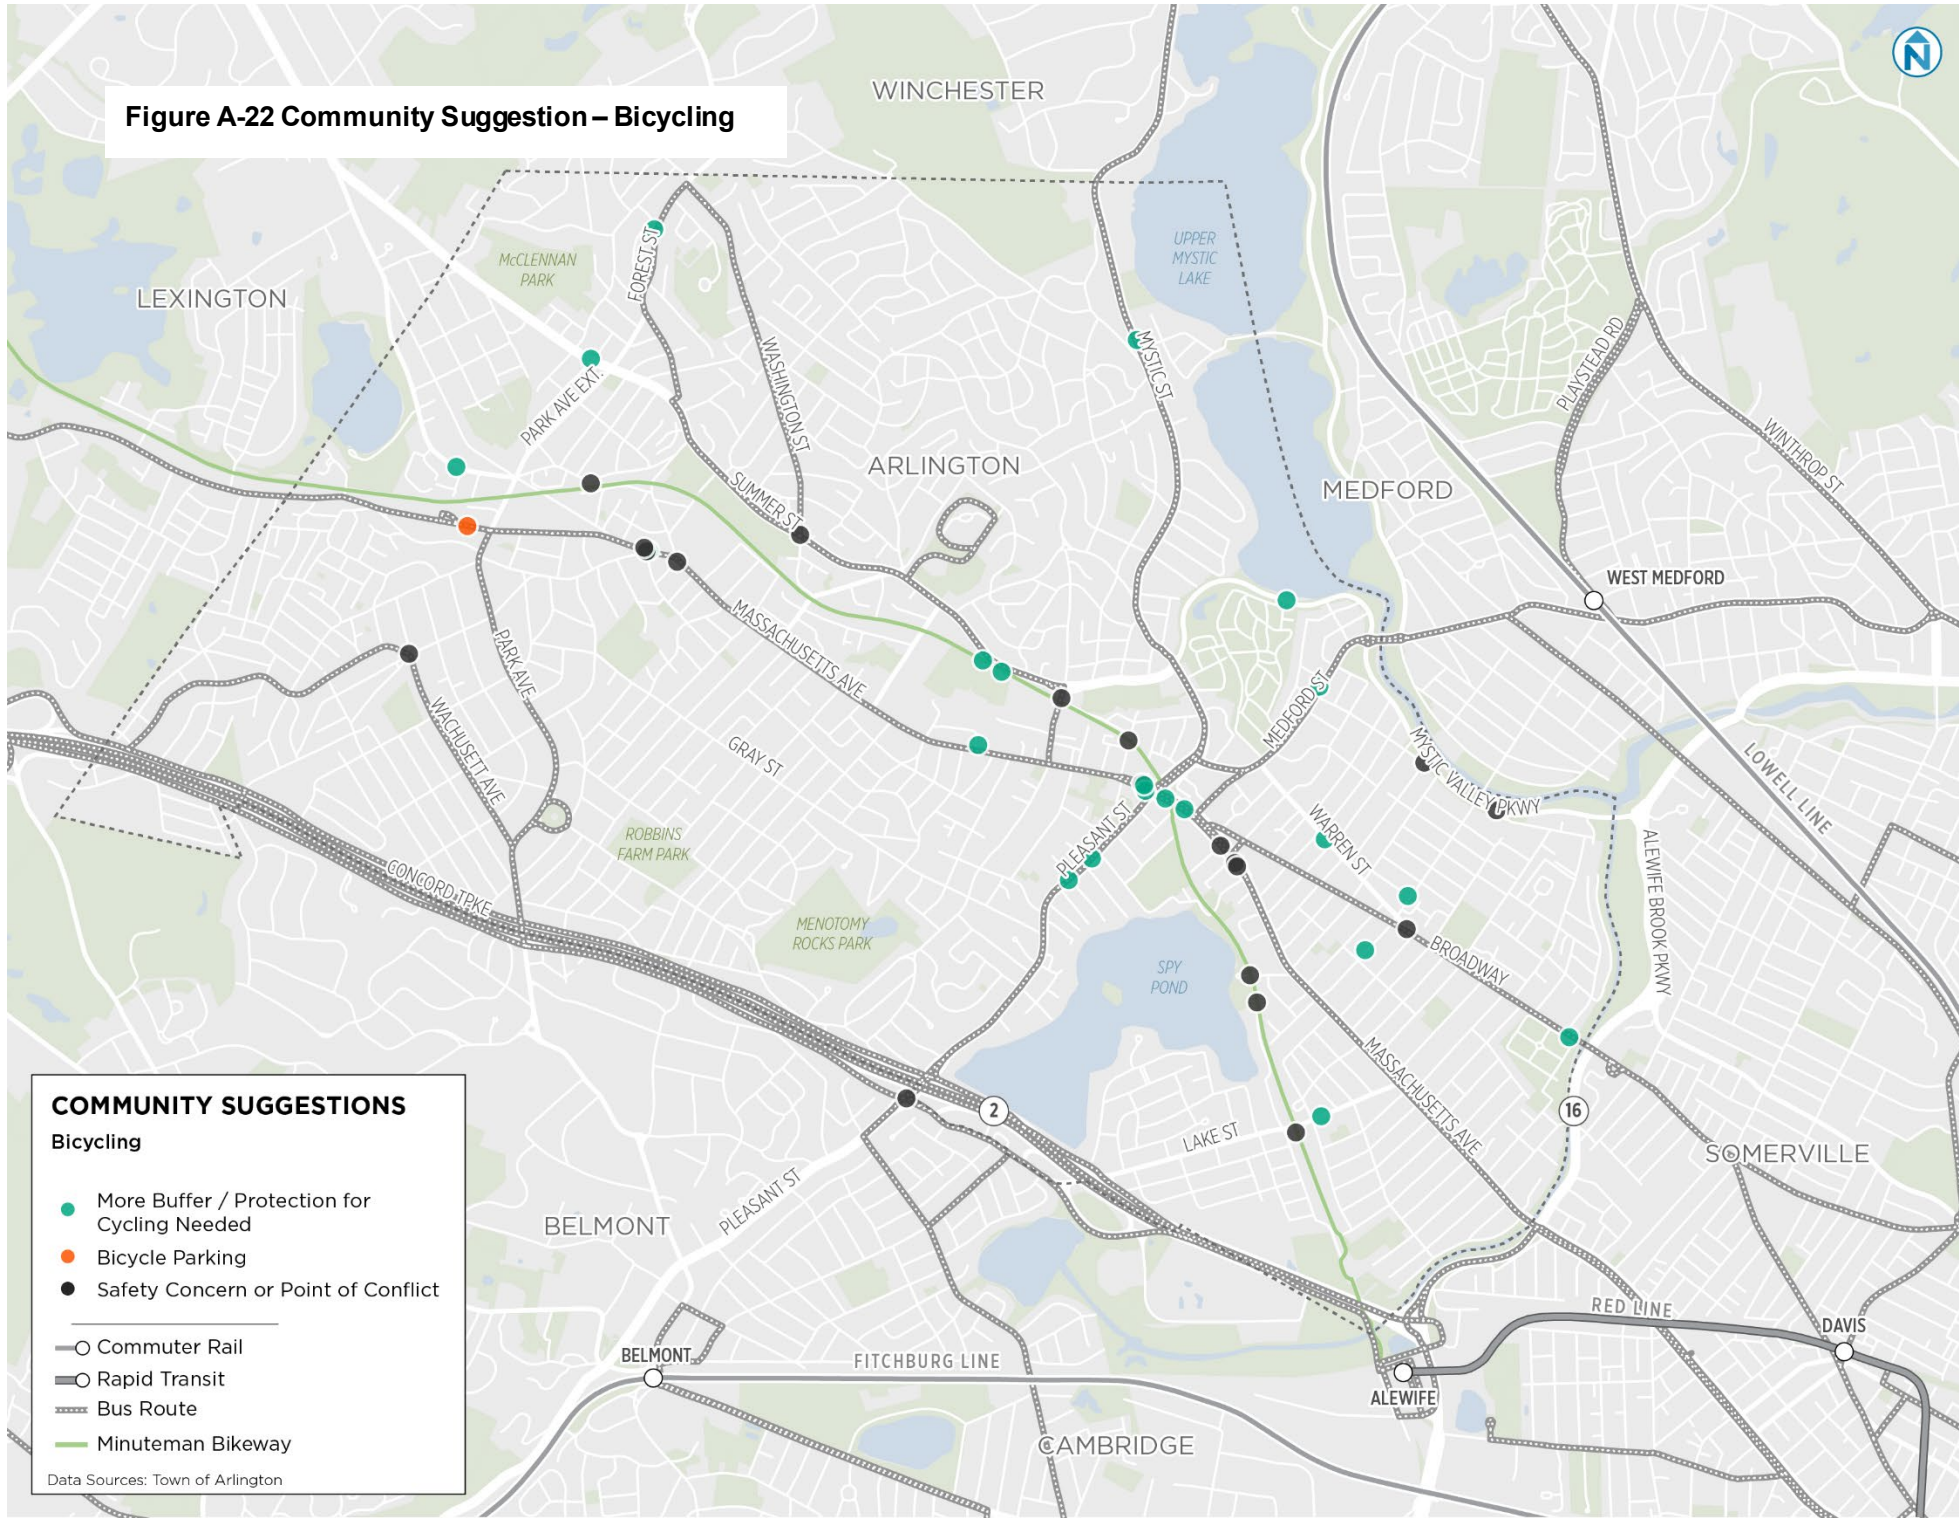 N
WINCHESTER
Figure A-22 Community Suggestion – Bicycling
UPPER
MYSTIC
LAKE
McCLENNAN
PARK
FOREST ST
LEXINGTON
MYSTIC ST
WASHINGTON ST
PLAYSTEAD RD
PARK AVE EXT.
WINTHROP ST
ARLINGTON
MEDFORD
SUMMER ST
WEST MEDFORD
MASSACHUSETTS AVE
PARK AVE
MEDFORD ST
WACHUSETT AVE
GRAY ST
MYSTIC VALLEY PKWY
LOWELL LINE
ROBBINS
FARM PARK
PLEASANT ST
WARREN ST
ALEWIFE BROOK PKWY
CONCORD TPKE
MENOTOMY
ROCKS PARK
BROADWAY
SPY
POND
MASSACHUSETTS AVE
2
16
LAKE ST
SOMERVILLE
PLEASANT ST
BELMONT
RED LINE
DAVIS
BELMONT
FITCHBURG LINE
ALEWIFE
CAMBRIDGE
COMMUNITY SUGGESTIONS
Bicycling
More Buffer / Protection for
Cycling Needed
Bicycle Parking
Safety Concern or Point of Conflict
Commuter Rail
Rapid Transit
Bus Route
Minuteman Bikeway
Data Sources: Town of Arlington